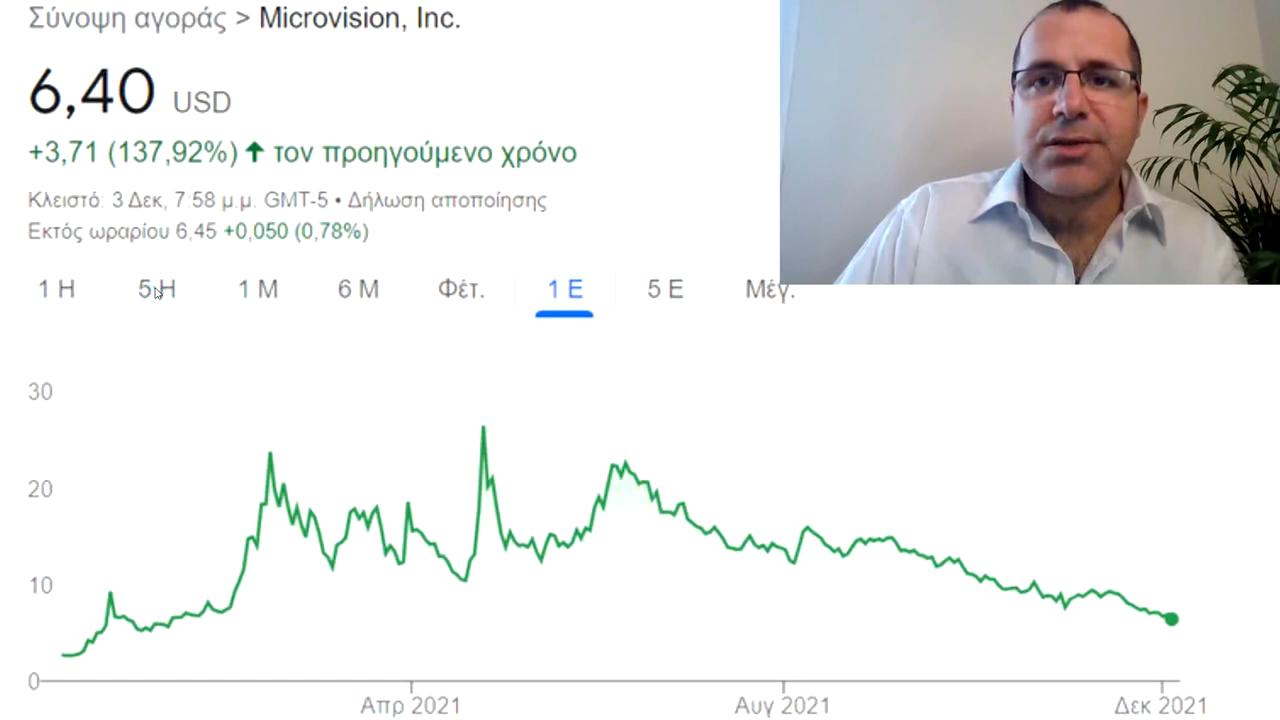 Σύνοψη αγοράς > Microvision, Inc.
6,40 USD
+3,71 (137,92%) ↑ τον προηγούμενο χρόνο
Κλειστό: 3 Δεκ, 7:58 μ.μ. GMT-5 • Δήλωση αποποίησης
Εκτός ωραρίου 6,45 +0,050 (0,78%)
1 Η 5 Η 1 Μ 6 Μ Φέτ. 1 Ε 5 Ε Μέγ.
30
20
10
0
Απρ 2021 Αυγ 2021 Δεκ 2021